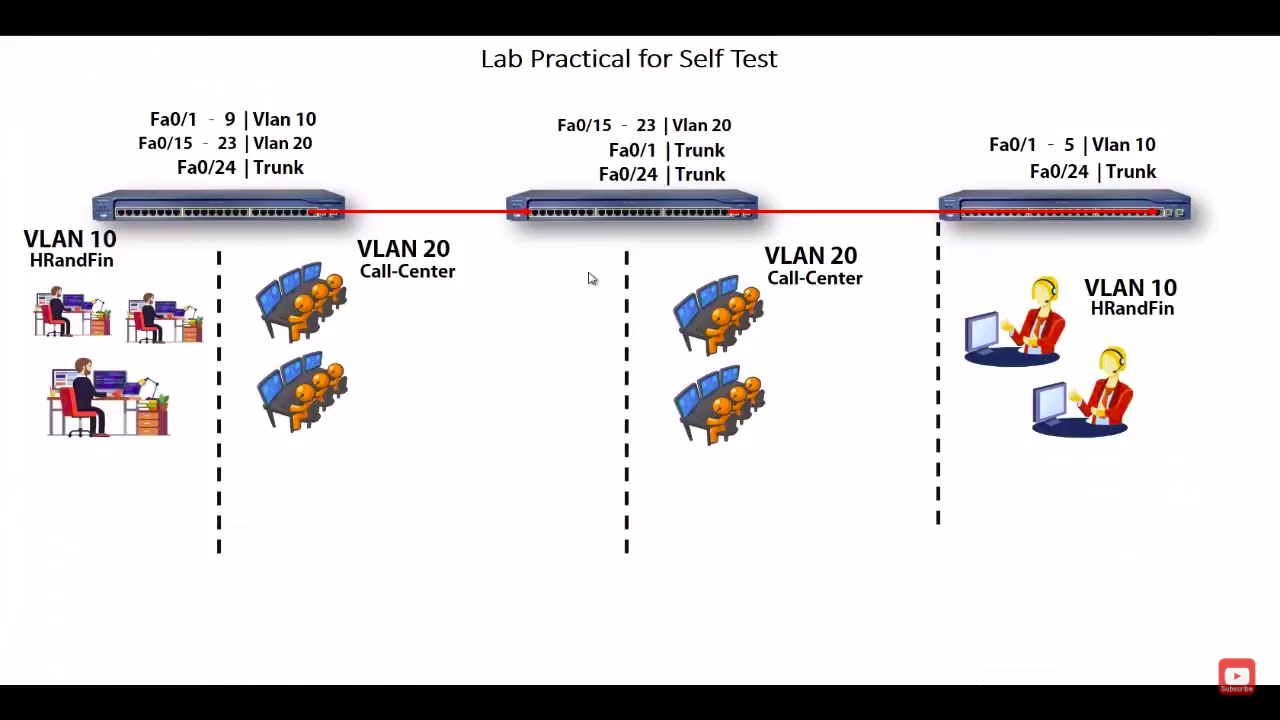 Lab Practical for Self Test
Fa0/1 - 9 | Vlan 10
Fa0/15 - 23 | Vlan 20
Fa0/24 | Trunk
Fa0/15 - 23 | Vlan 20
Fa0/1 | Trunk
Fa0/24 | Trunk
Fa0/1 - 5 | Vlan 10
Fa0/24 | Trunk
VLAN 10
HRandFin
VLAN 20
Call-Center
VLAN 20
Call-Center
VLAN 10
HRandFin
Subscribe